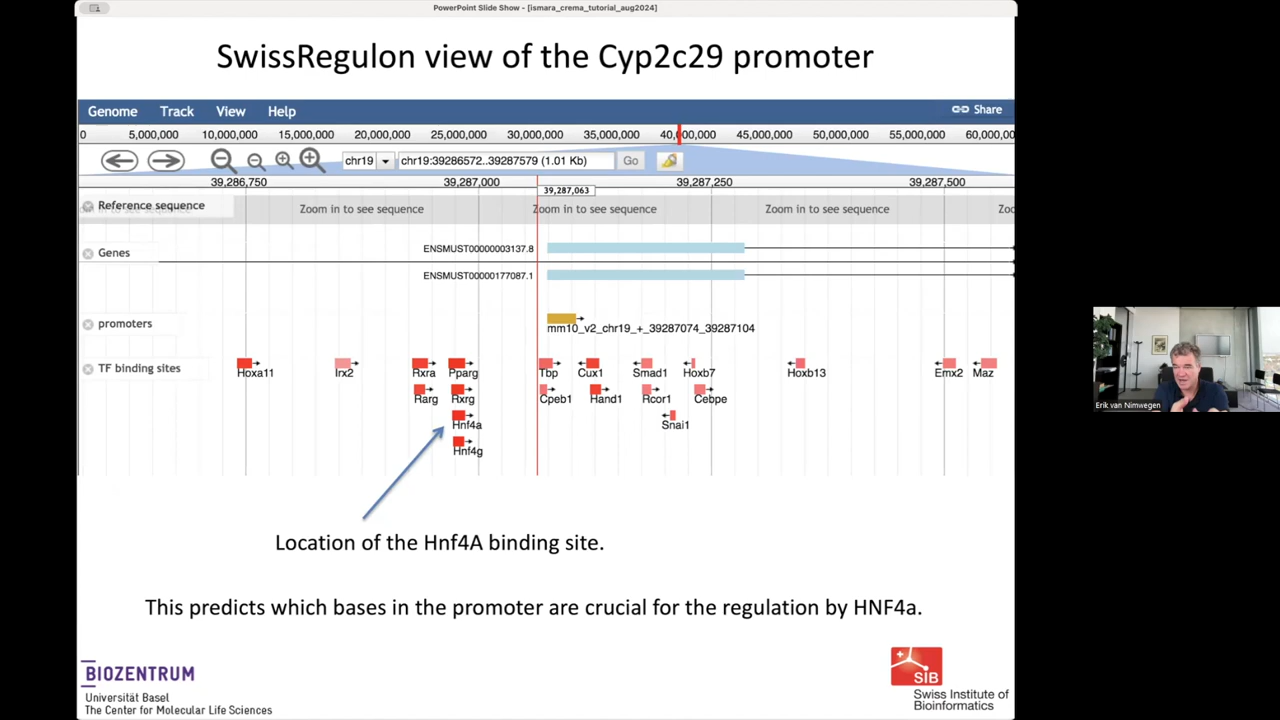 PowerPoint Slide Show - [ismara_crema_tutorial_aug2024]
SwissRegulon view of the Cyp2c29 promoter
Genome Track View Help Share
0 5,000,000 10,000,000 15,000,000 20,000,000 25,000,000 30,000,000 35,000,000 40,000,000 45,000,000 50,000,000 55,000,000 60,000,000
chr19 chr19:39286572..39287579 (1.01 Kb) Go
39,286,750 39,287,000 39,287,250 39,287,500
39,287,063
Reference sequence
Zoom in to see sequence Zoom in to see sequence Zoom in to see sequence Zoo
ENSMUST00000003137.8
Genes
ENSMUST00000177087.1
promoters
mm10_v2_chr19_+_39287074_39287104
TF binding sites
Hoxa11 Irx2 Rxra Pparg Tbp Cux1 Smad1 Hoxb7 Hoxb13 Emx2 Maz
Rarg Rxrg Cpeb1 Hand1 Rcor1 Cebpe
Hnf4a Snai1
Hnf4g
Erik van Nimwegen
Location of the Hnf4A binding site.
This predicts which bases in the promoter are crucial for the regulation by HNF4a.
BIOZENTRUM
Universität Basel
The Center for Molecular Life Sciences
SIB
Swiss Institute of
Bioinformatics